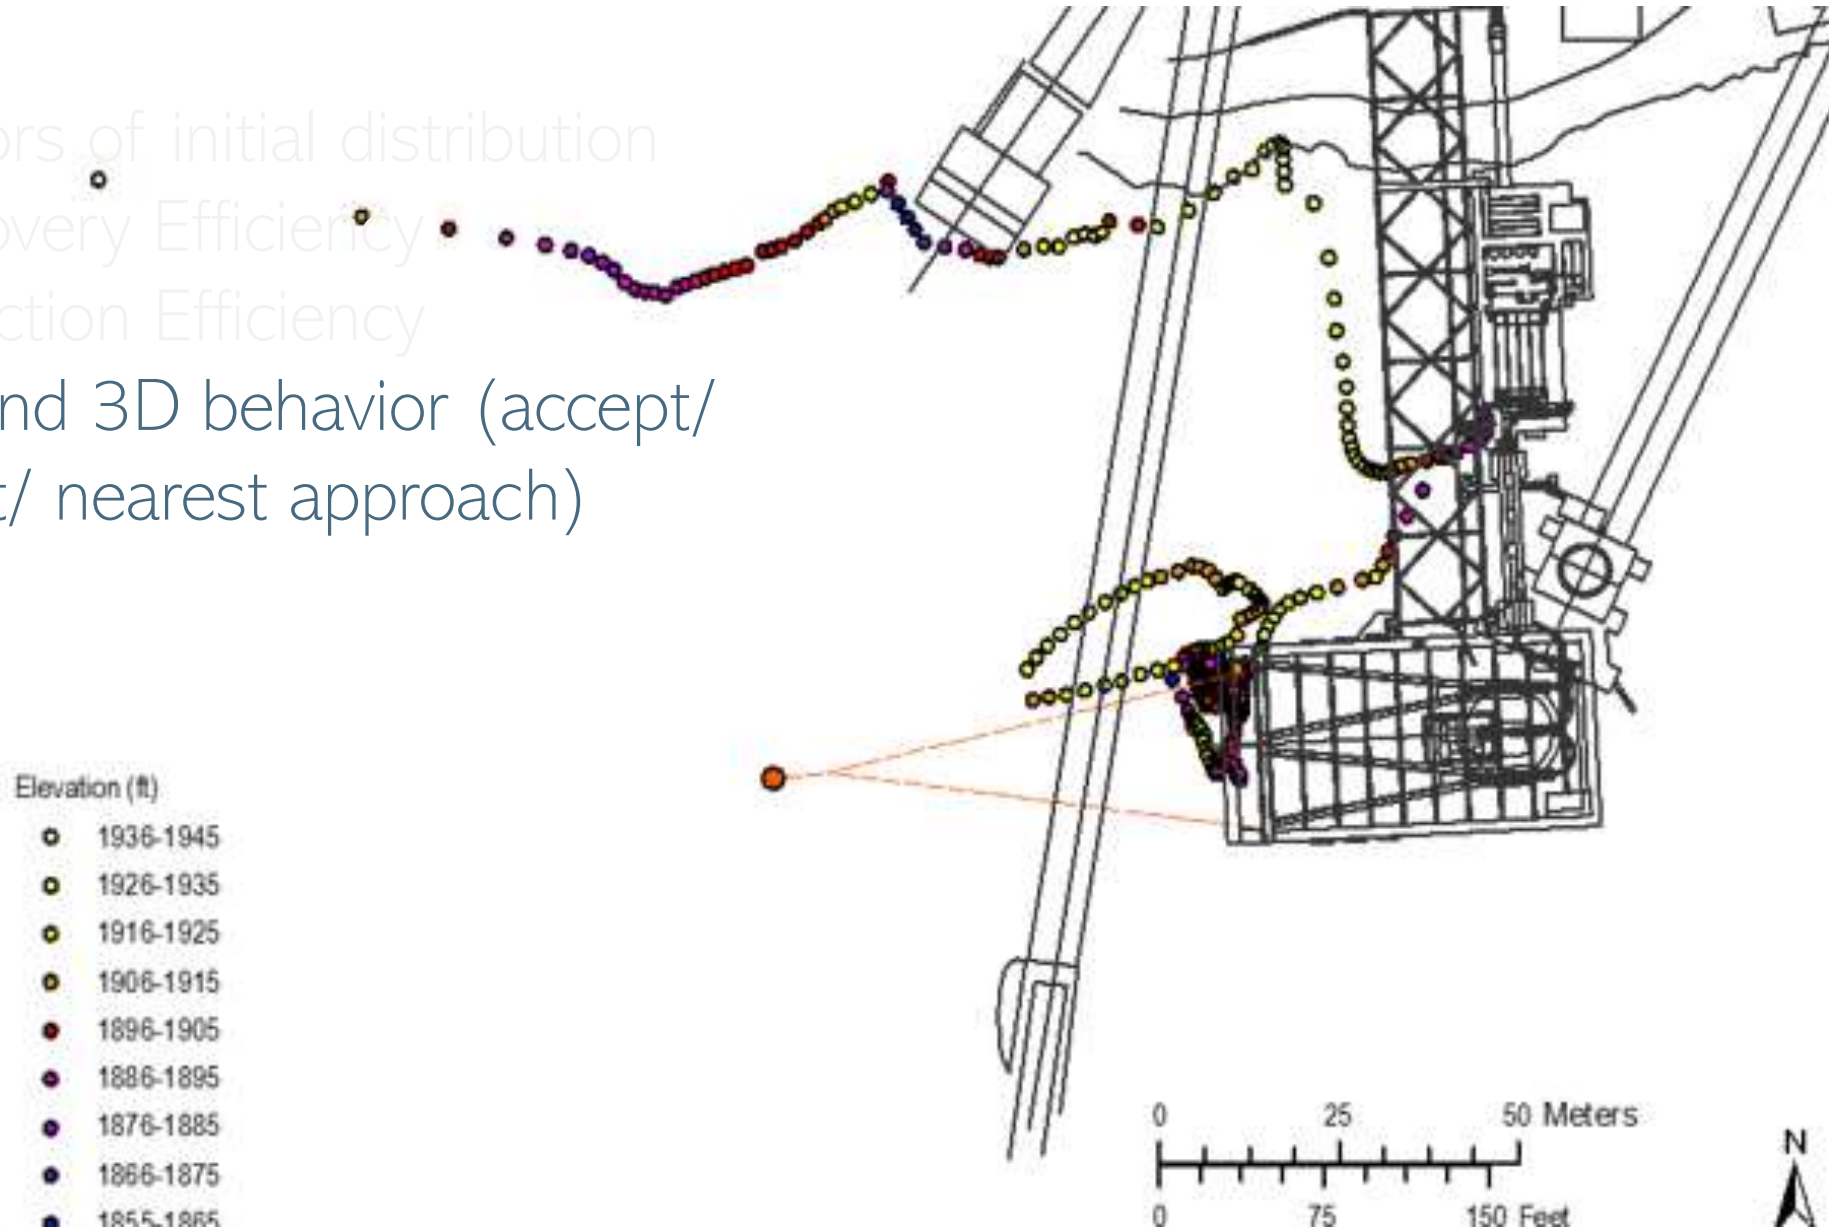 ors of initial distribution
overy Efficiency
ction Efficiency
nd 3D behavior (accept/
t/ nearest approach)
Elevation (ft)
1936-1945
1926-1935
1916-1925
1906-1915
1896-1905
1886-1895
1876-1885
1866-1875
1855-1865
0 25 50 Meters
0 75 150 Feet
N